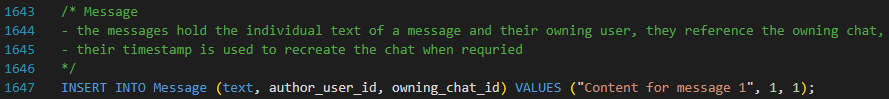 1643 /* Message
1644 - the messages hold the individual text of a message and their owning user, they reference the owning chat,
1645 - their timestamp is used to recreate the chat when requried
1646 */
1647 INSERT INTO Message (text, author_user_id, owning_chat_id) VALUES ("Content for message 1", 1, 1);